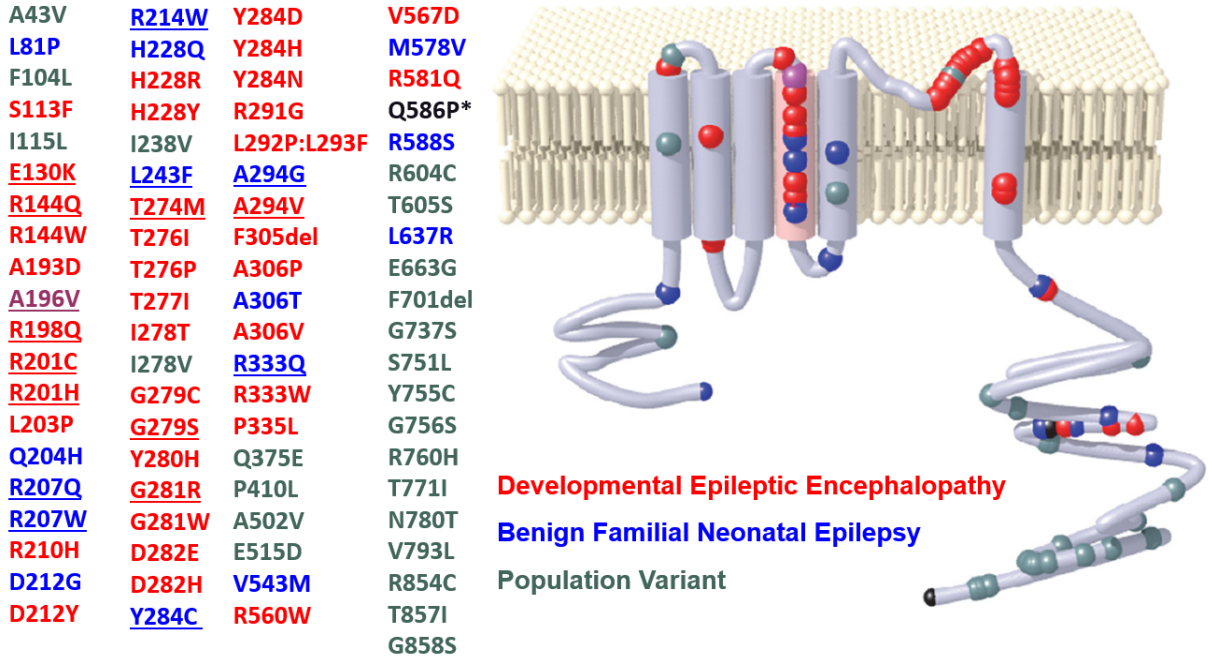 A43V
L81P
F104L
S113F
I115L
E130K
R144Q
R144W
A193D
A196V
R198Q
R201C
R201H
L203P
Q204H
R207Q
R207W
R210H
D212G
D212Y
R214W
H228Q
H228R
H228Y
I238V
L243F
T274M
T276I
T276P
T277I
I278T
I278V
G279C
G279S
Y280H
G281R
G281W
D282E
D282H
Y284C
Y284D
Y284H
Y284N
R291G
L292P:L293F
A294G
A294V
F305del
A306P
A306T
A306V
R333Q
R333W
P335L
Q375E
P410L
A502V
E515D
V543M
R560W
V567D
M578V
R581Q
Q586P*
R588S
R604C
T605S
L637R
E663G
F701del
G737S
S751L
Y755C
G756S
R760H
T771I
N780T
V793L
R854C
T857I
G858S
Developmental Epileptic Encephalopathy
Benign Familial Neonatal Epilepsy
Population Variant